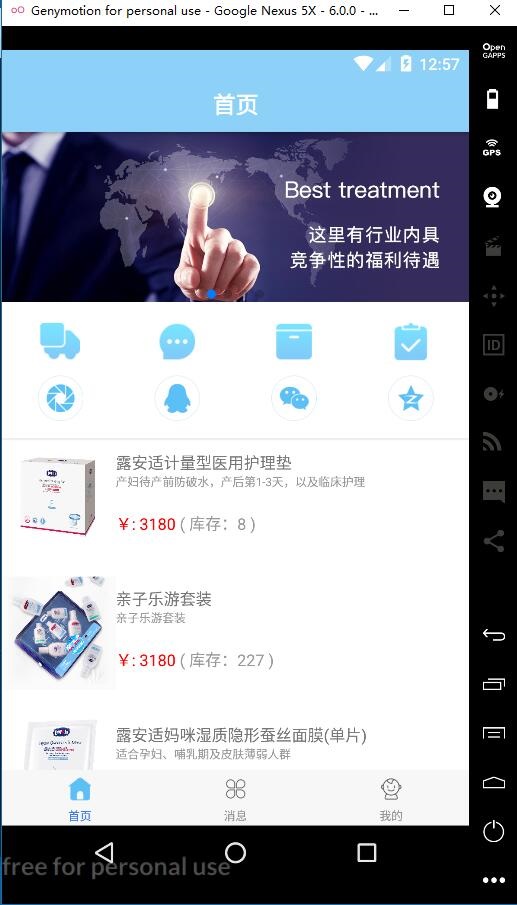 Genymotion for personal use - Google Nexus 5X - 6.0.0 - ...
Open
GAPPS
12:57
首页
GPS
Best treatment
这里有行业内具
竞争性的福利待遇
ID
露安适计量型医用护理垫
产妇待产前防破水，产后第1-3天，以及临床护理
￥: 3180 ( 库存：8 )
亲子乐游套装
亲子乐游套装
￥: 3180 ( 库存：227 )
露安适妈咪湿质隐形蚕丝面膜(单片)
适合孕妇、哺乳期及皮肤薄弱人群
首页
消息
我的
free for personal use